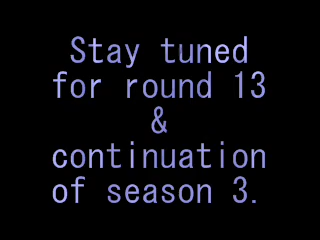 Stay tuned
for round 13
&
continuation
of season 3.